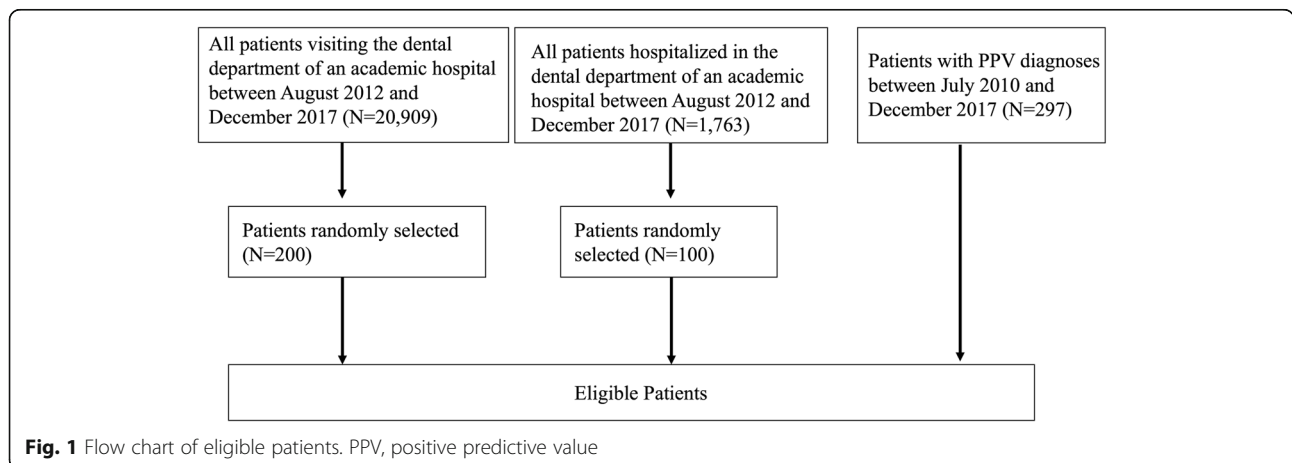 All patients visiting the dental
department of an academic hospital
between August 2012 and
December 2017 (N=20,909)
All patients hospitalized in the
dental department of an academic
hospital between August 2012 and
December 2017 (N=1,763)
Patients with PPV diagnoses
between July 2010 and
December 2017 (N=297)
Patients randomly selected
(N=200)
Patients randomly
selected (N=100)
Eligible Patients
Fig. 1 Flow chart of eligible patients. PPV, positive predictive value